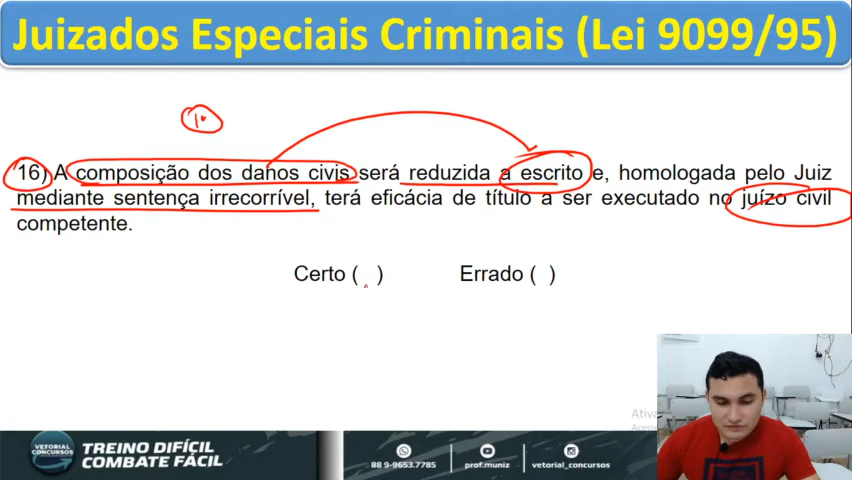 Juizados Especiais Criminais (Lei 9099/95)
16) A composição dos danos civis será reduzida a escrito e, homologada pelo Juiz
mediante sentença irrecorrível, terá eficácia de título a ser executado no juízo civil
competente.
Certo ( ) Errado ( )
Ativa
Acesse
VETORIAL
CONCURSOS
TREINO DIFÍCIL
COMBATE FÁCIL
88 9-9653.7785 prof.muniz vetorial_concursos